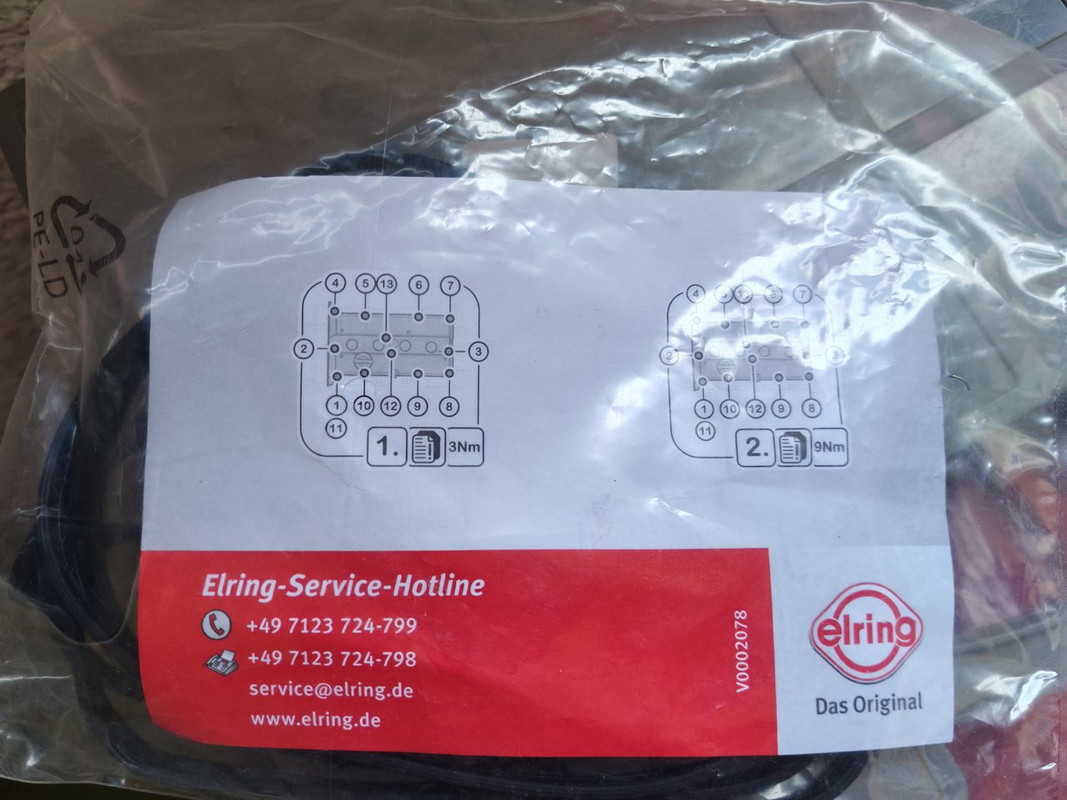 PE-LD
4 5 13 6 7
2 3
1 10 12 9 8
11
1. 3Nm
4 7
2 3
1 10 12 9 8
11
2. 9Nm
Elring-Service-Hotline
+49 7123 724-799
+49 7123 724-798
service@elring.de
www.elring.de
V0002078
elring
Das Original